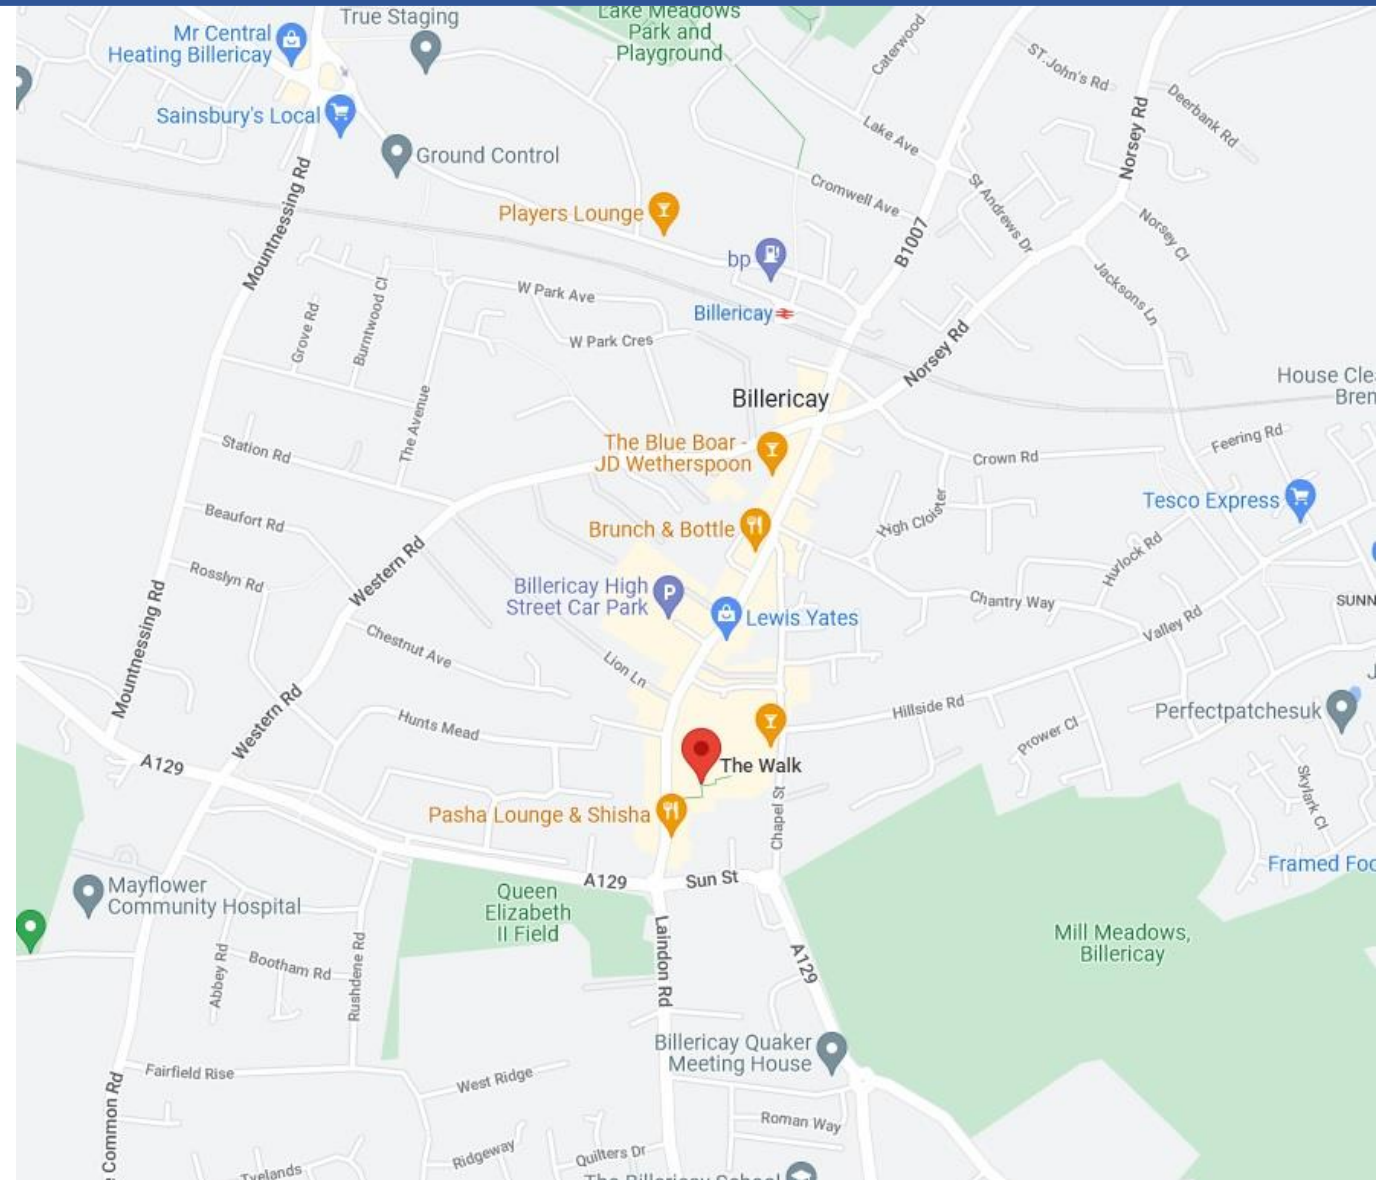 True Staging
Mr Central
Heating Billericay
Lake Meadows
Park and
Playground
Caterwood
ST. John's Rd
Deerbank Rd
Norsey Rd
Sainsbury's Local
Lake Ave
Ground Control
Mountnessing Rd
Cromwell Ave
St Andrews Dr
Players Lounge
B1007
Norsey Cl
bp
Jacksons Ln
W Park Ave
Billericay
Grove Rd
Burntwood Cl
W Park Cres
Norsey Rd
House Cle
Bren
Billericay
The Avenue
The Blue Boar -
JD Wetherspoon
Station Rd
Feering Rd
Crown Rd
Tesco Express
Beaufort Rd
Brunch & Bottle
High Cloister
Western Rd
Hurlock Rd
Rosslyn Rd
Billericay High
Street Car Park
P
Lewis Yates
Chantry Way
SUNN
Valley Rd
Mountnessing Rd
Chestnut Ave
Lion Ln
Hillside Rd
Perfectpatchesuk
J
Western Rd
Hunts Mead
Prower Cl
A129
The Walk
Skylark Cl
Pasha Lounge & Shisha
Chapel St
Framed Foo
A129
Sun St
Mayflower
Community Hospital
Queen
Elizabeth
II Field
Mill Meadows,
Billericay
Laindon Rd
A129
Abbey Rd
Bootham Rd
Rushdene Rd
Billericay Quaker
Meeting House
Fairfield Rise
West Ridge
Common Rd
Roman Way
Ridgeway
Quilters Dr
Tyelands
The Billericay School